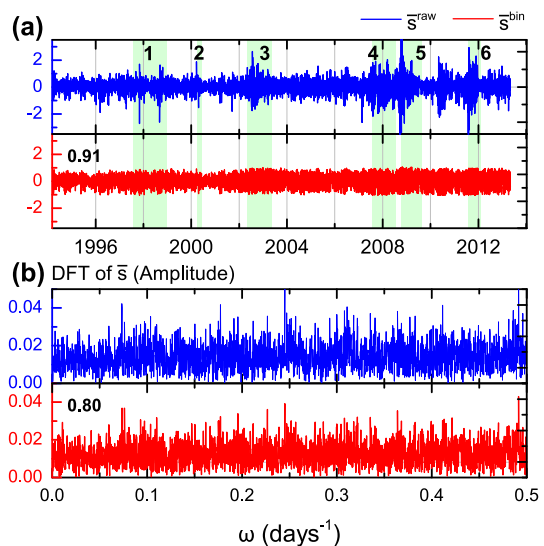 s̅ʳᵃʷ s̅ᵇⁱⁿ
(a)
1 2 3 4 5 6
2
0
-2
0.91
2
0
-2
1996 2000 2004 2008 2012
(b) DFT of s̅ (Amplitude)
0.04
0.02
0.00
0.80
0.04
0.02
0.00
0.0 0.1 0.2 0.3 0.4 0.5
ω (days⁻¹)